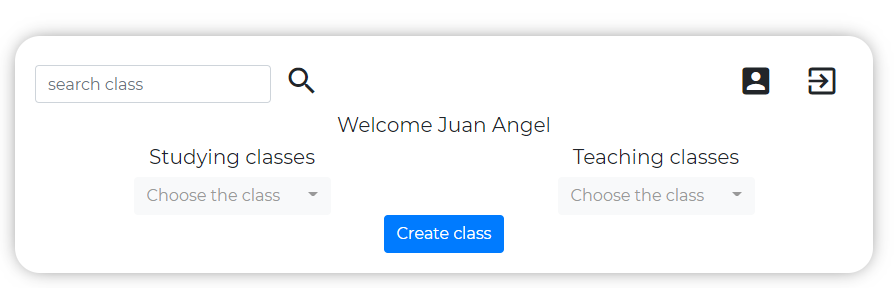 search class
Welcome Juan Angel
Studying classes
Teaching classes
Choose the class
Choose the class
Create class